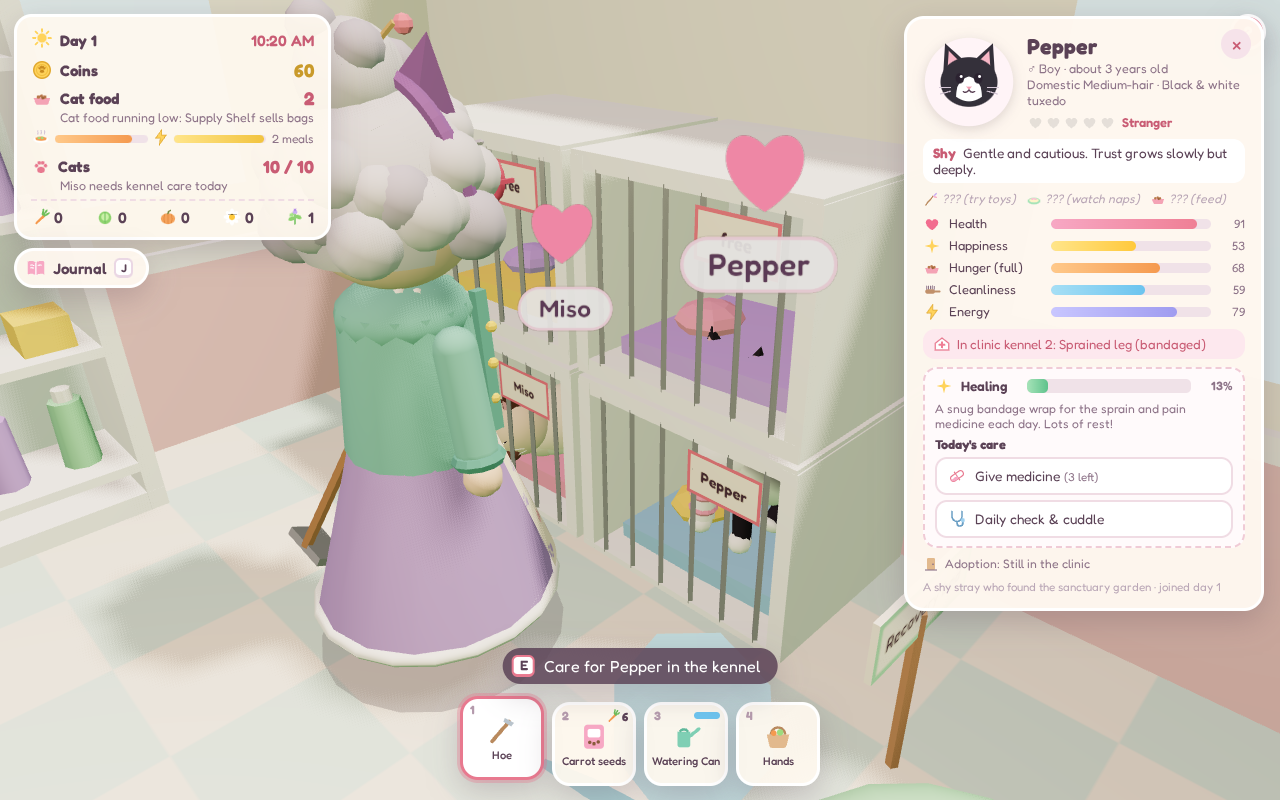 Day 1
10:20 AM
Coins
60
Cat food
2
Cat food running low: Supply Shelf sells bags
2 meals
Cats
10 / 10
Miso needs kennel care today
0
0
0
0
1
Journal
J
free
free
Pepper
Miso
Miso
Pepper
Pepper
♂ Boy · about 3 years old
Domestic Medium-hair · Black & white
tuxedo
Stranger
Shy Gentle and cautious. Trust grows slowly but
deeply.
??? (try toys)
??? (watch naps)
??? (feed)
Health
91
Happiness
53
Hunger (full)
68
Cleanliness
59
Energy
79
In clinic kennel 2: Sprained leg (bandaged)
Healing
13%
A snug bandage wrap for the sprain and pain
medicine each day. Lots of rest!
Today's care
Give medicine (3 left)
Daily check & cuddle
Adoption: Still in the clinic
A shy stray who found the sanctuary garden · joined day 1
E
Care for Pepper in the kennel
1
Hoe
2
6
Carrot seeds
3
Watering Can
4
Hands